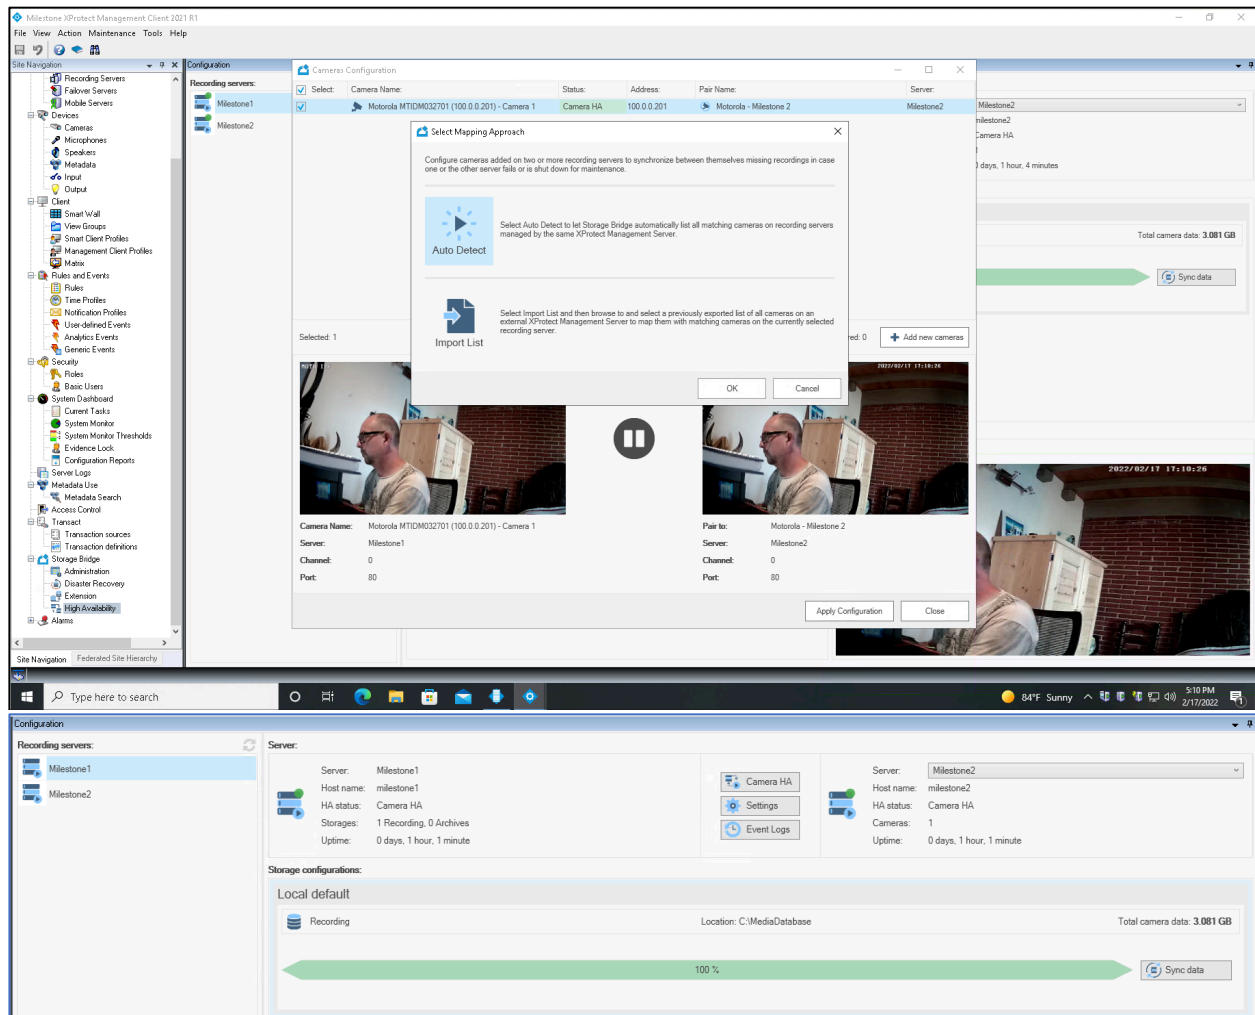 Milestone XProtect Management Client 2021 R1
File View Action Maintenance Tools Help
Site Navigation
Recording Servers
Failover Servers
Mobile Servers
Devices
Cameras
Microphones
Speakers
Metadata
Input
Output
Client
Smart Wall
View Groups
Smart Client Profiles
Management Client Profiles
Matrix
Rules and Events
Rules
Time Profiles
Notification Profiles
User-defined Events
Analytics Events
Generic Events
Security
Roles
Basic Users
System Dashboard
Current Tasks
System Monitor
System Monitor Thresholds
Evidence Lock
Configuration Reports
Server Logs
Metadata Use
Metadata Search
Access Control
Transact
Transaction sources
Transaction definitions
Storage Bridge
Administration
Disaster Recovery
Extension
High Availability
Alarms
Site Navigation Federated Site Hierarchy
Configuration
Recording servers:
Milestone1
Milestone2
Cameras Configuration
Select: Camera Name: Status: Address: Pair Name: Server:
Motorola MTIDM032701 (100.0.0.201) - Camera 1 Camera HA 100.0.0.201 Motorola - Milestone 2 Milestone2
Select Mapping Approach
Configure cameras added on two or more recording servers to synchronize between themselves missing recordings in case
one or the other server fails or is shut down for maintenance.
Auto Detect
Select Auto Detect to let Storage Bridge automatically list all matching cameras on recording servers
managed by the same XProtect Management Server.
Import List
Select Import List and then browse to and select a previously exported list of all cameras on an
external XProtect Management Server to map them with matching cameras on the currently selected
recording server.
OK Cancel
Selected: 1
red: 0
Add new cameras
2022/02/17 17:10:26
Camera Name: Motorola MTIDM032701 (100.0.0.201) - Camera 1
Server: Milestone1
Channel: 0
Port: 80
Pair to: Motorola - Milestone 2
Server: Milestone2
Channel: 0
Port: 80
Apply Configuration Close
Milestone2
milestone2
Camera HA
0 days, 1 hour, 4 minutes
Total camera data: 3.081 GB
Sync data
2022/02/17 17:10:26
Type here to search
84°F Sunny
5:10 PM
2/17/2022
Configuration
Recording servers:
Milestone1
Milestone2
Server:
Server: Milestone1
Host name: milestone1
HA status: Camera HA
Storages: 1 Recording, 0 Archives
Uptime: 0 days, 1 hour, 1 minute
Camera HA
Settings
Event Logs
Server: Milestone2
Host name: milestone2
HA status: Camera HA
Cameras: 1
Uptime: 0 days, 1 hour, 1 minute
Storage configurations:
Local default
Recording Location: C:\MediaDatabase Total camera data: 3.081 GB
100 %
Sync data